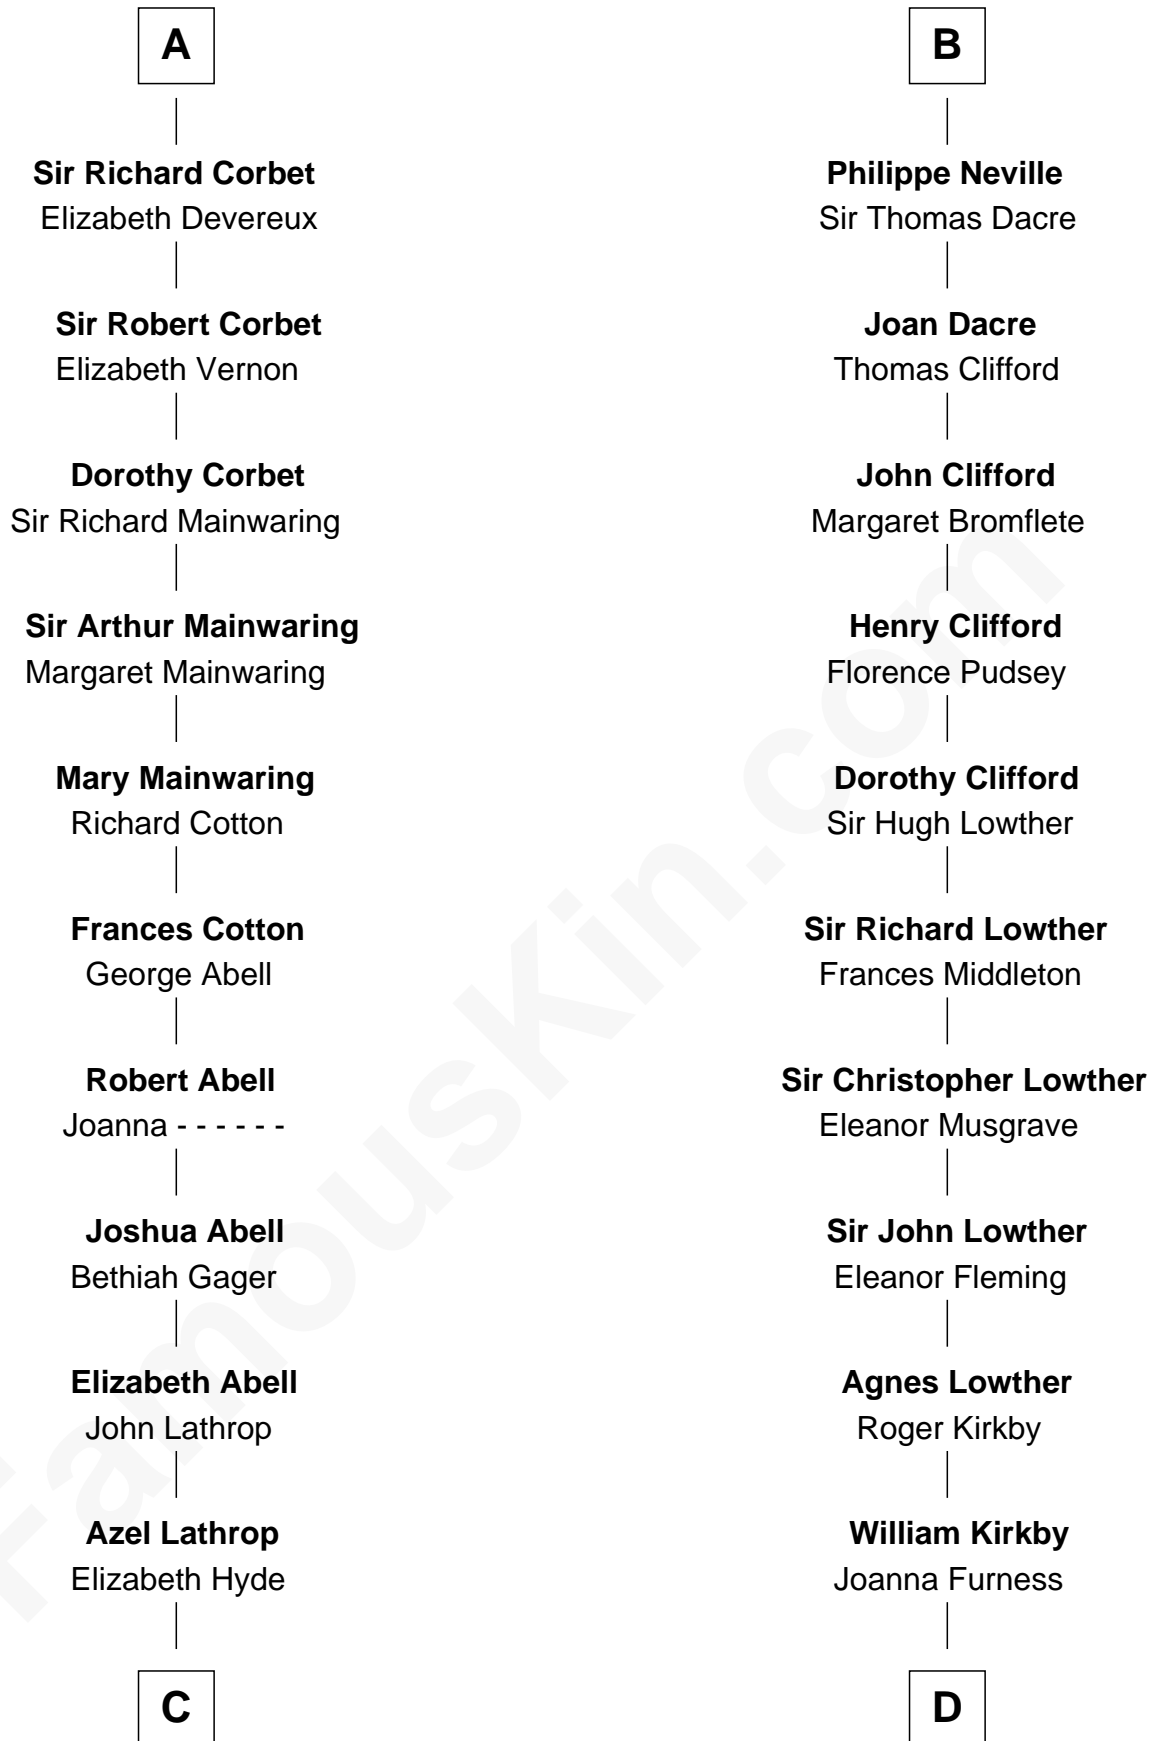 A
Sir Richard Corbet
Elizabeth Devereux
Sir Robert Corbet
Elizabeth Vernon
Dorothy Corbet
Sir Richard Mainwaring
Sir Arthur Mainwaring
Margaret Mainwaring
Mary Mainwaring
Richard Cotton
Frances Cotton
George Abell
Robert Abell
Joanna - - - - - -
Joshua Abell
Bethiah Gager
Elizabeth Abell
John Lathrop
Azel Lathrop
Elizabeth Hyde
C
B
Philippe Neville
Sir Thomas Dacre
Joan Dacre
Thomas Clifford
John Clifford
Margaret Bromflete
Henry Clifford
Florence Pudsey
Dorothy Clifford
Sir Hugh Lowther
Sir Richard Lowther
Frances Middleton
Sir Christopher Lowther
Eleanor Musgrave
Sir John Lowther
Eleanor Fleming
Agnes Lowther
Roger Kirkby
William Kirkby
Joanna Furness
D
FamousKin.com